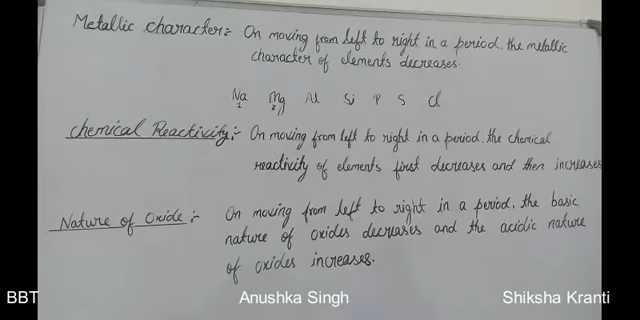 Metallic character:- On moving from left to right in a period, the metallic
character of elements decreases.
Na Mg Al Si P S Cl
1 2
Chemical Reactivity:- On moving from left to right in a period, the chemical
reactivity of elements first decreases and then increases
Nature of Oxide:- On moving from left to right in a period, the basic
nature of oxides decreases and the acidic nature
of oxides increases.
BBT Anushka Singh Shiksha Kranti